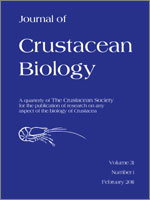 Journal of
Crustacean
Biology
A quarterly of The Crustacean Society
for the publication of research on any
aspect of the biology of Crustacea
Volume 31
Number 1
February 2011